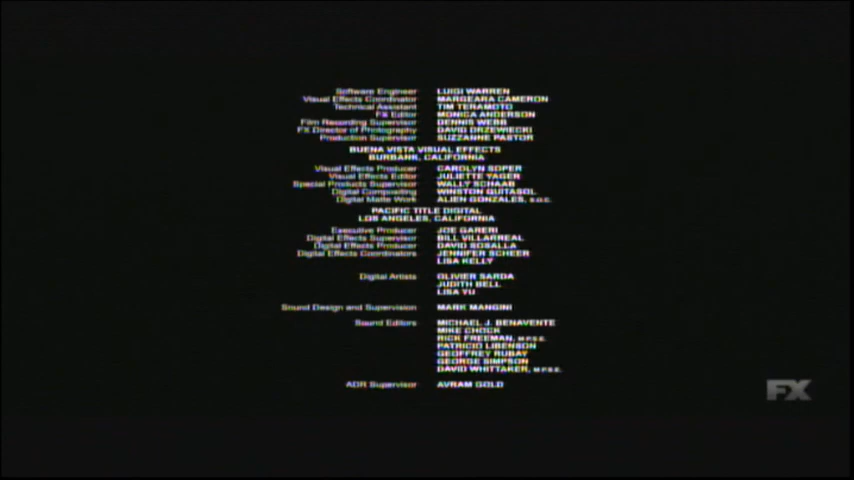 Software Engineer LUIGI WARREN
Visual Effects Coordinator MARGEARA CAMERON
Technical Assistant TIM TERAMOTO
FX Editor MONICA ANDERSON
Film Recording Supervisor DENNIS WEBB
FX Director of Photography DAVID DRZEWIECKI
Production Supervisor SUZZANNE PASTOR
BUENA VISTA VISUAL EFFECTS
BURBANK, CALIFORNIA
Visual Effects Producer CAROLYN SOPER
Visual Effects Editor JULIETTE YAGER
Special Products Supervisor WALLY SCHAAB
Digital Compositing WINSTON QUITASOL
Digital Matte Work ALIEN GONZALES, S.O.C.
PACIFIC TITLE DIGITAL
LOS ANGELES, CALIFORNIA
Executive Producer JOE GARERI
Digital Effects Supervisor BILL VILLARREAL
Digital Effects Producer DAVID SOSALLA
Digital Effects Coordinators JENNIFER SCHEER
LISA KELLY
Digital Artists OLIVIER SARDA
JUDITH BELL
LISA YU
Sound Design and Supervision MARK MANGINI
Sound Editors MICHAEL J. BENAVENTE
MIKE CHOCK
RICK FREEMAN, M.P.S.E.
PATRICIO LIBENSON
GEOFFREY RUBAY
GEORGE SIMPSON
DAVID WHITTAKER, M.P.S.E.
ADR Supervisor AVRAM GOLD
FX